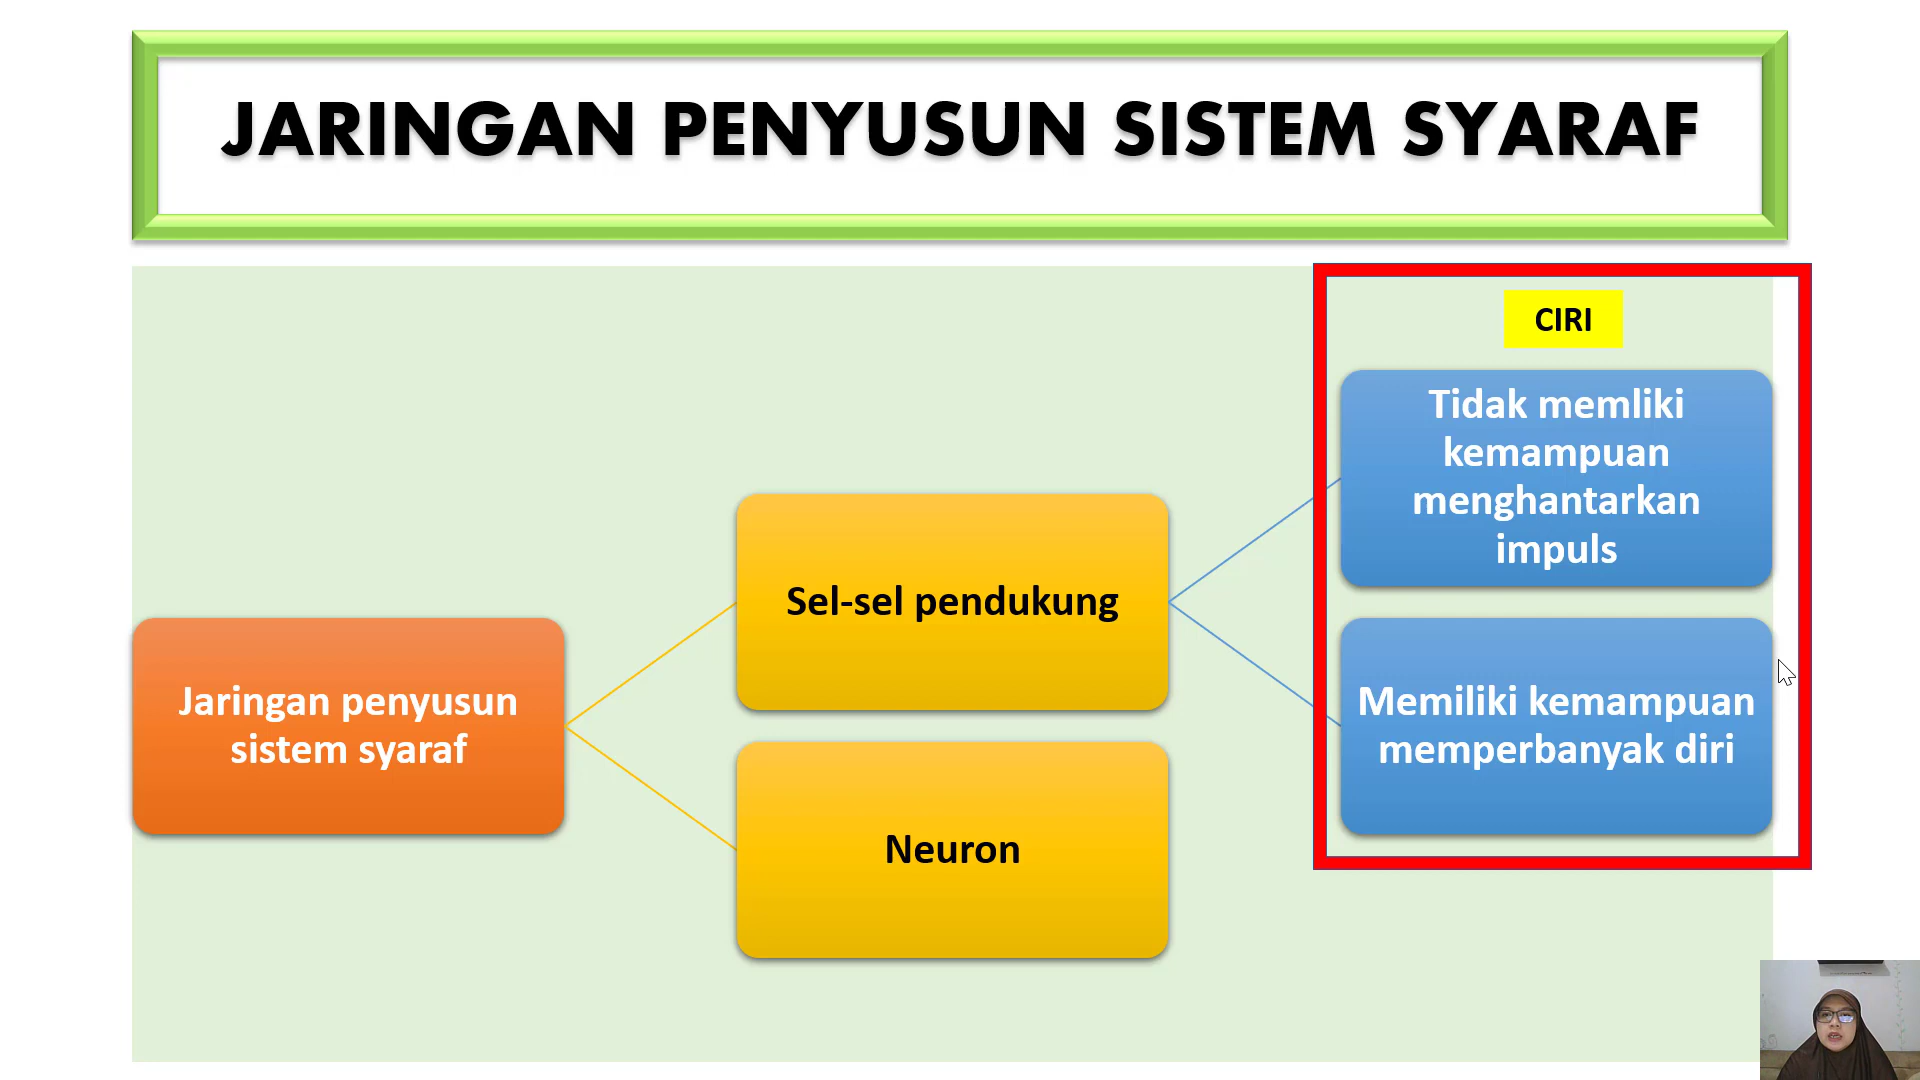 JARINGAN PENYUSUN SISTEM SYARAF
CIRI
Tidak memliki
kemampuan
menghantarkan
impuls
Sel-sel pendukung
Jaringan penyusun
sistem syaraf
Memiliki kemampuan
memperbanyak diri
Neuron